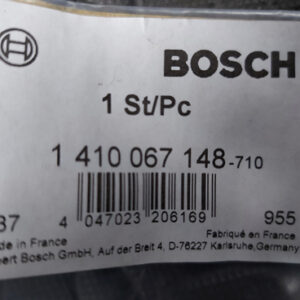 BOSCH
1 St/Pc
1 410 067 148-710
37 4 047023 206169 955
de in France Fabriqué en France
bert Bosch GmbH, Auf der Breit 4, D-76227 Karlsruhe,Germany